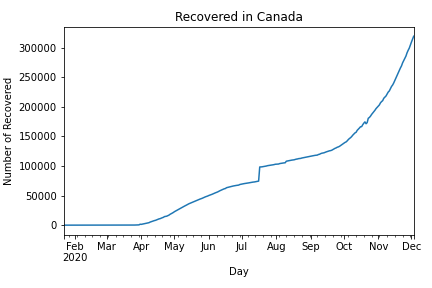 Recovered in Canada
300000
250000
200000
150000
100000
50000
0
Number of Recovered
Feb Mar Apr May Jun Jul Aug Sep Oct Nov Dec
2020
Day